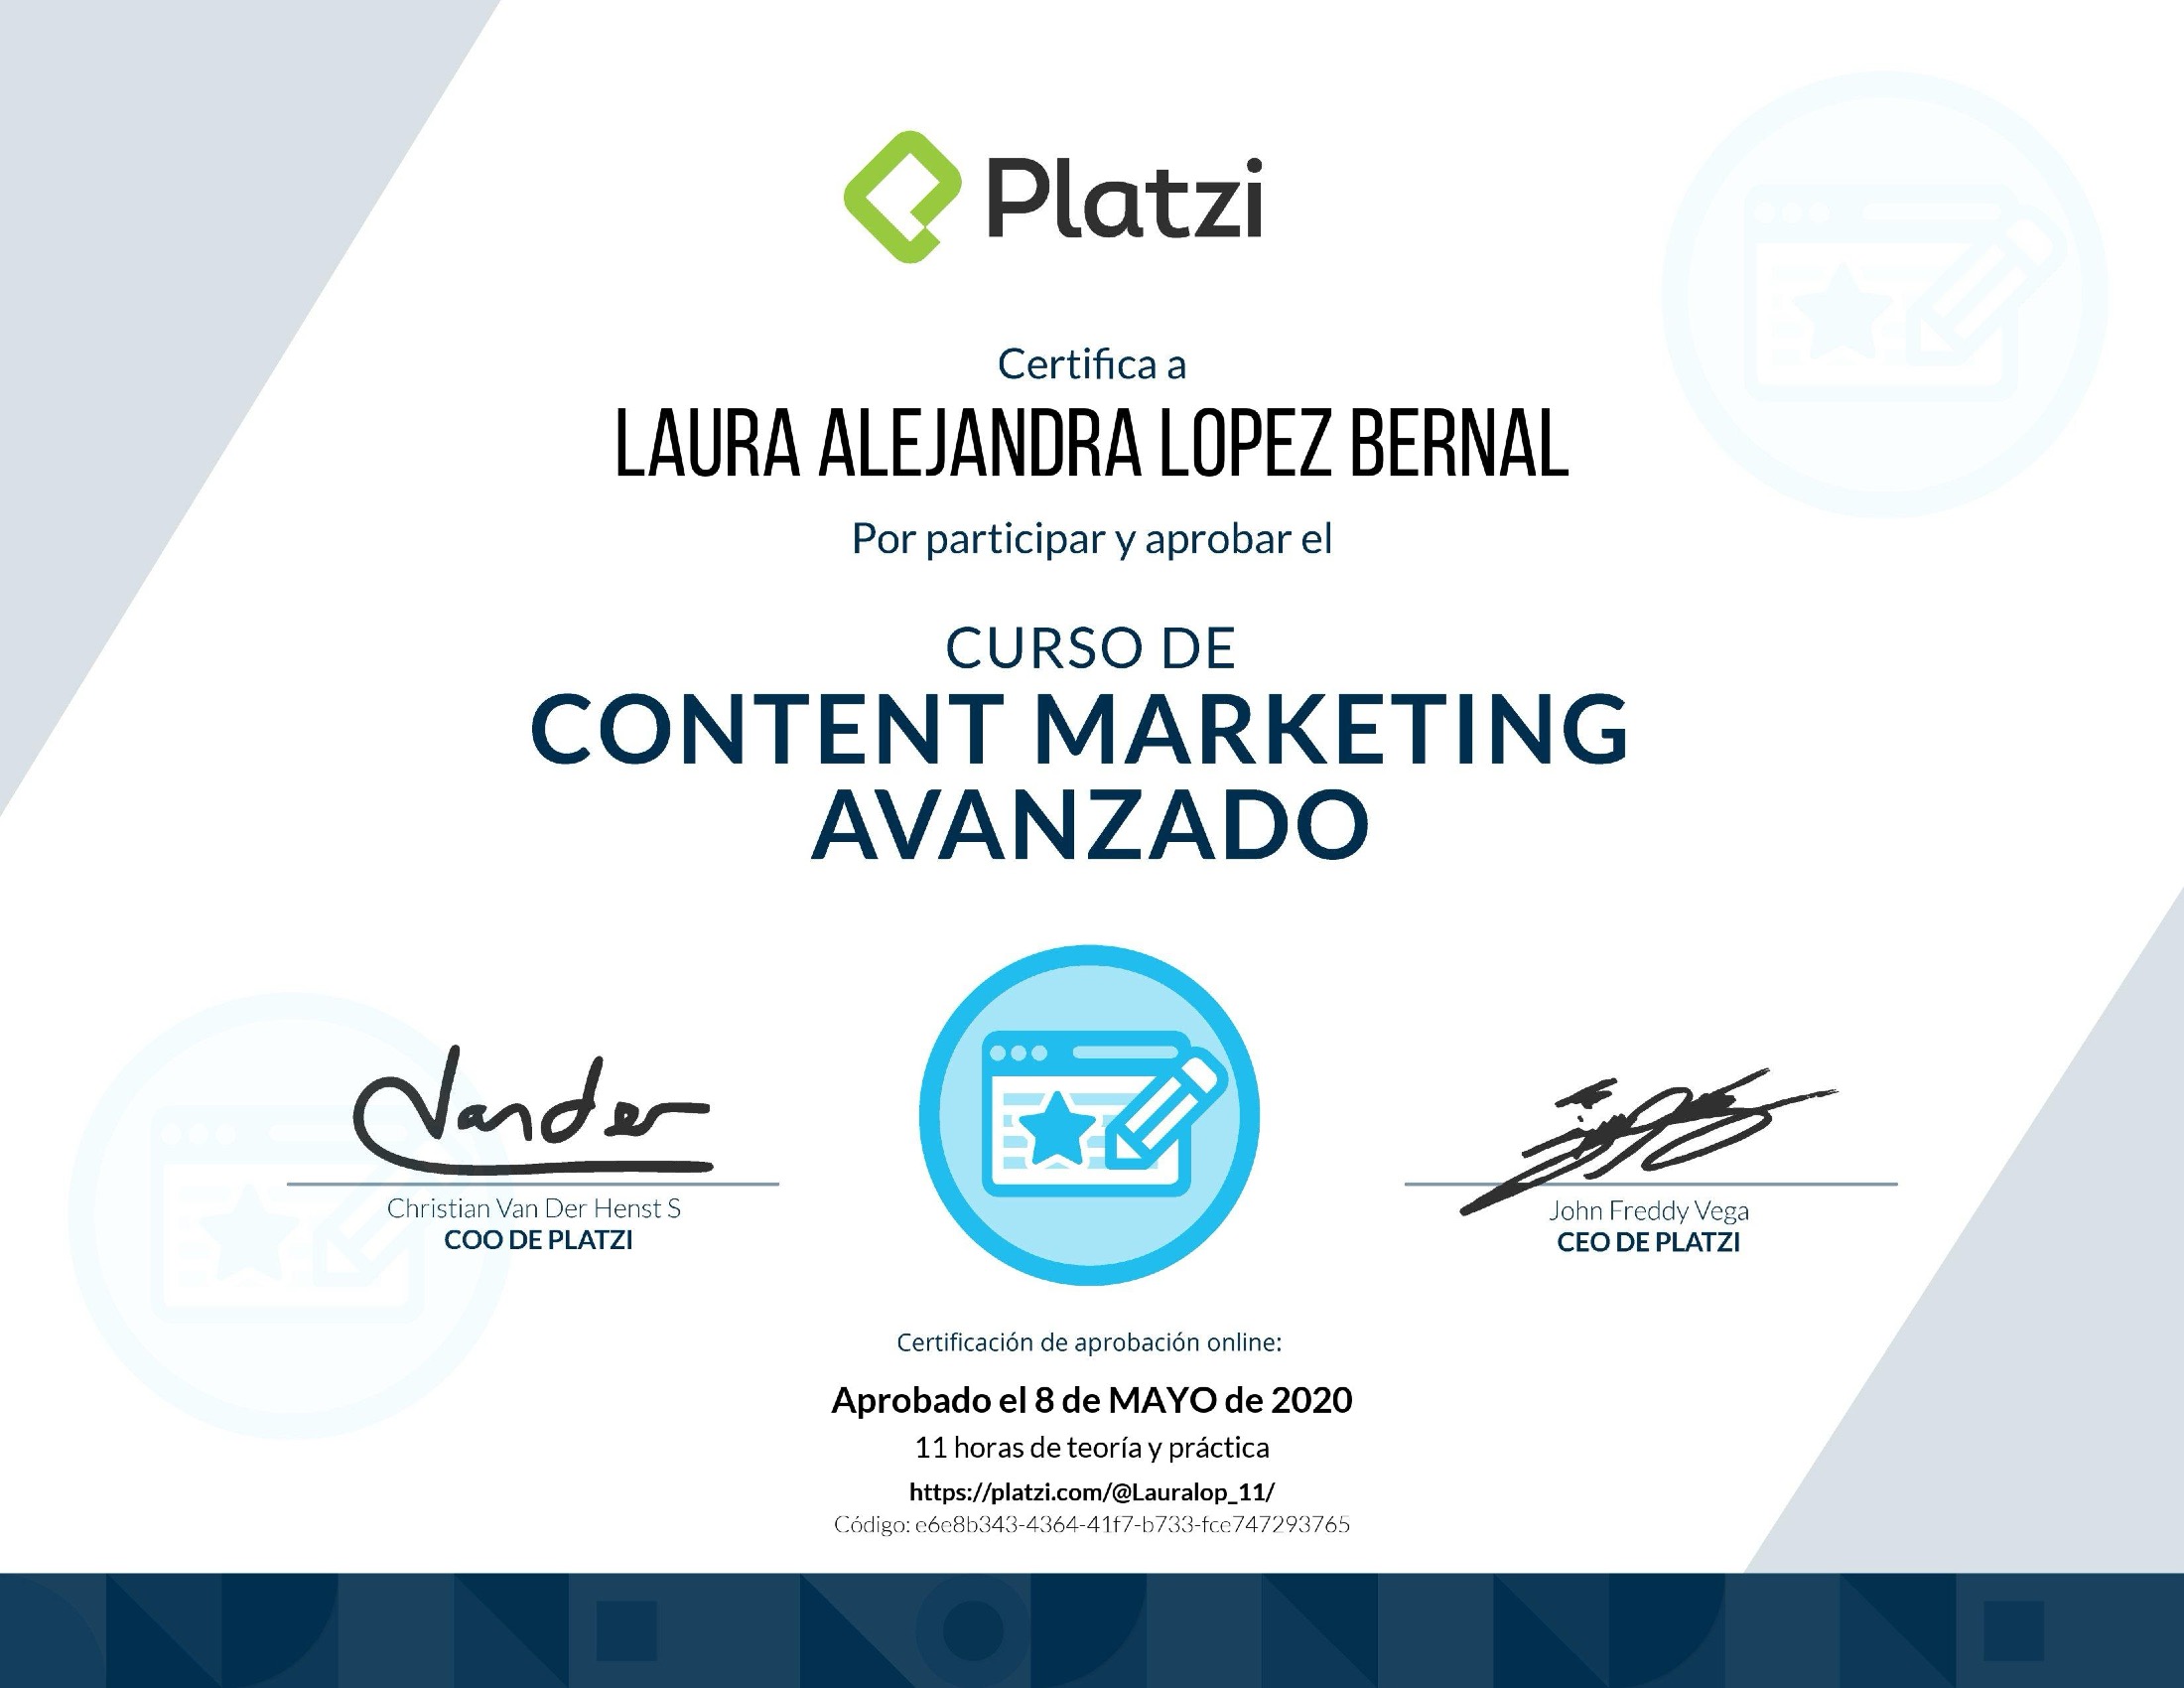 Platzi
Certifica a
LAURA ALEJANDRA LOPEZ BERNAL
Por participar y aprobar el
CURSO DE
CONTENT MARKETING
AVANZADO
Vander
Christian Van Der Henst S
COO DE PLATZI
John Freddy Vega
CEO DE PLATZI
Certificación de aprobación online:
Aprobado el 8 de MAYO de 2020
11 horas de teoría y práctica
https://platzi.com/@Lauralop_11/
Código: e6e8b343-4364-41f7-b733-fce747293765